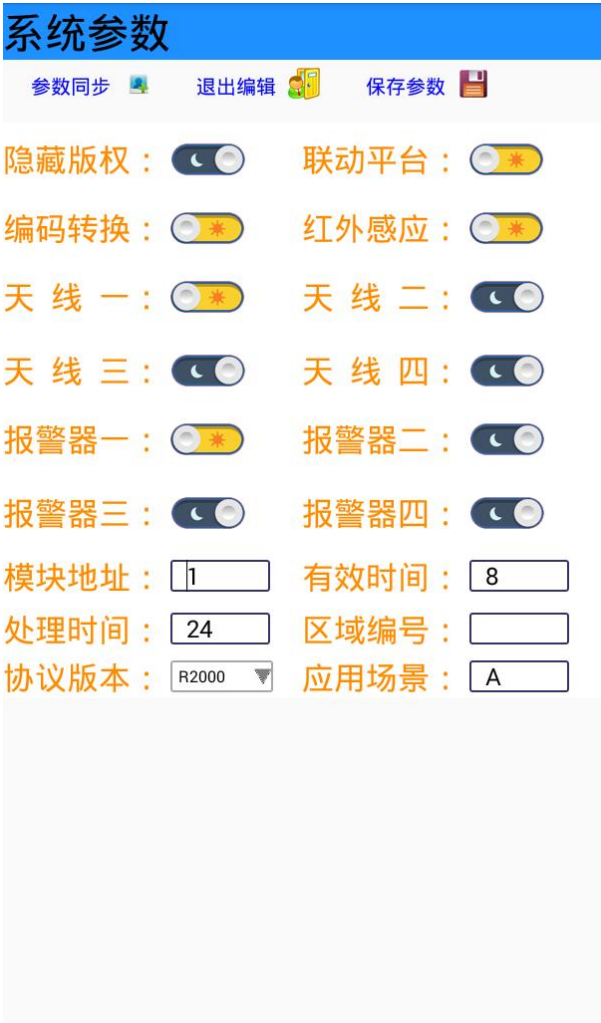 系统参数
参数同步 退出编辑 保存参数
隐藏版权： 联动平台：
编码转换： 红外感应：
天 线 一： 天 线 二：
天 线 三： 天 线 四：
报警器一： 报警器二：
报警器三： 报警器四：
模块地址： 1 有效时间： 8
处理时间： 24 区域编号：
协议版本： R2000 应用场景： A